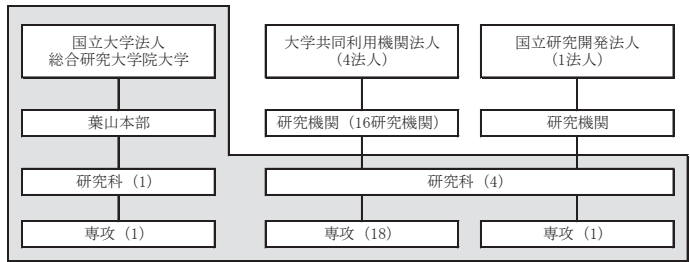 国立大学法人
総合研究大学院大学
大学共同利用機関法人
（4法人）
国立研究開発法人
（1法人）
葉山本部
研究機関（16研究機関）
研究機関
研究科（1）
研究科（4）
専攻（1）
専攻（18）
専攻（1）